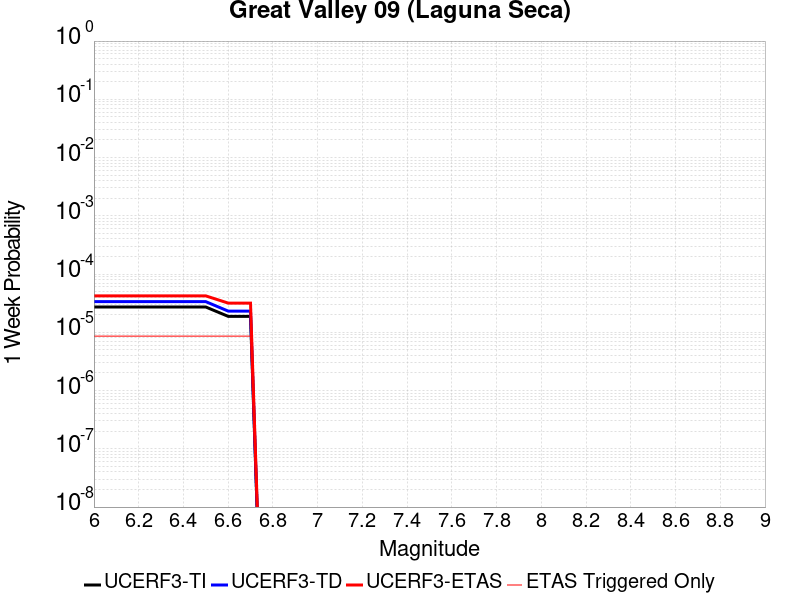 Great Valley 09 (Laguna Seca)
10^0
10^-1
10^-2
10^-3
10^-4
10^-5
10^-6
10^-7
10^-8
1 Week Probability
6 6.2 6.4 6.6 6.8 7 7.2 7.4 7.6 7.8 8 8.2 8.4 8.6 8.8 9
Magnitude
UCERF3-TI UCERF3-TD UCERF3-ETAS ETAS Triggered Only